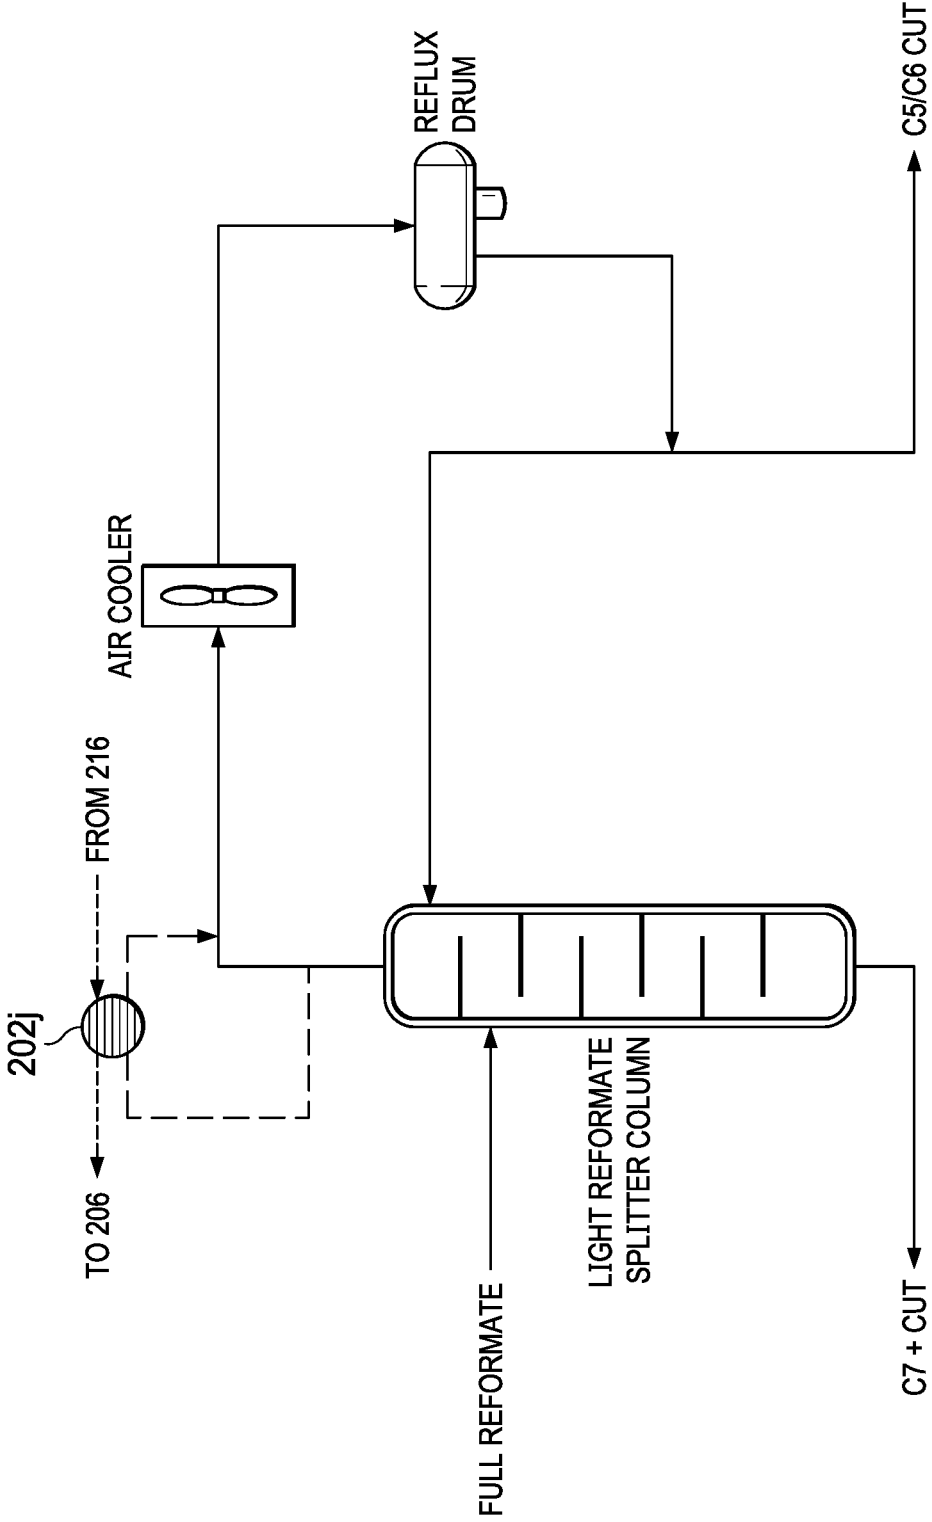 202j
TO 206
FROM 216
AIR COOLER
REFLUX
DRUM
FULL REFORMATE
LIGHT REFORMATE
SPLITTER COLUMN
C7 + CUT
C5/C6 CUT